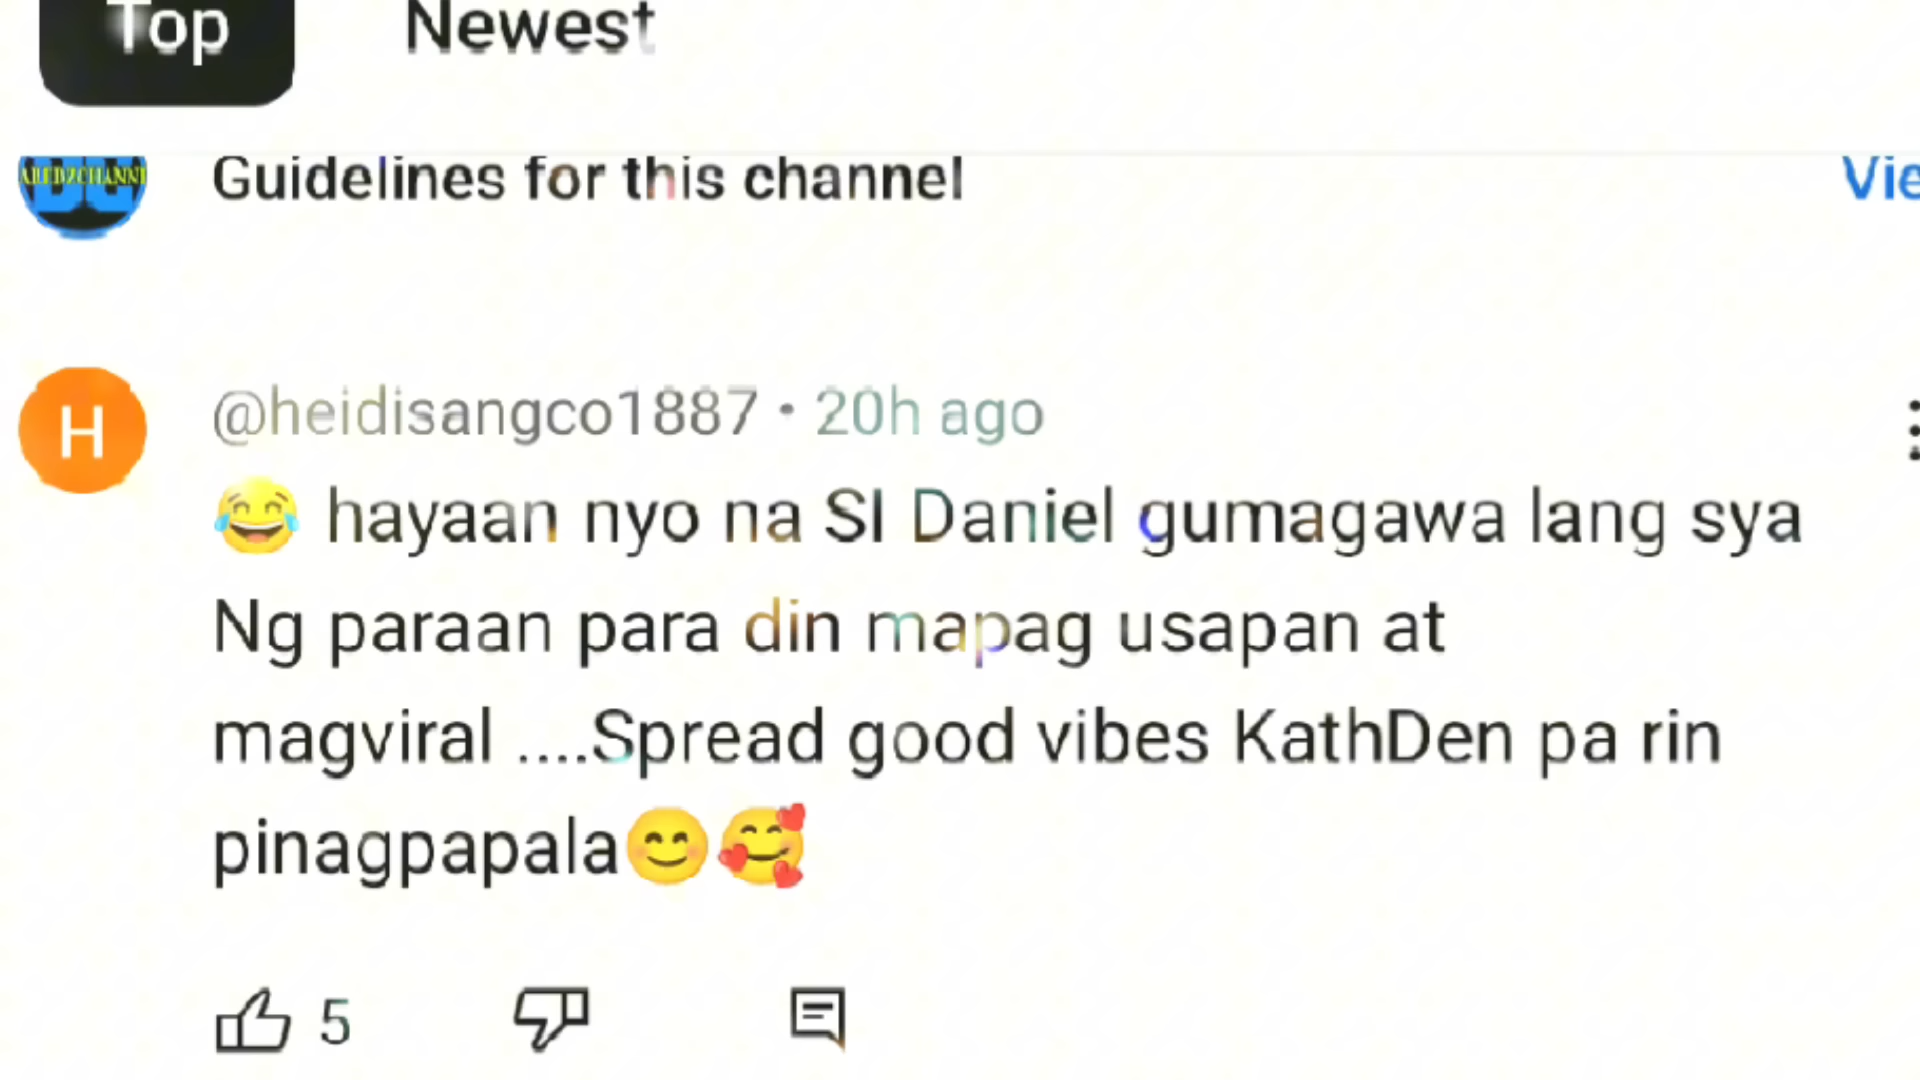 Top Newest
Guidelines for this channel
H
@heidisangco1887 • 20h ago
😂 hayaan nyo na SI Daniel gumagawa lang sya
Ng paraan para din mapag usapan at
magviral ....Spread good vibes KathDen pa rin
pinagpapala😊🥰
5